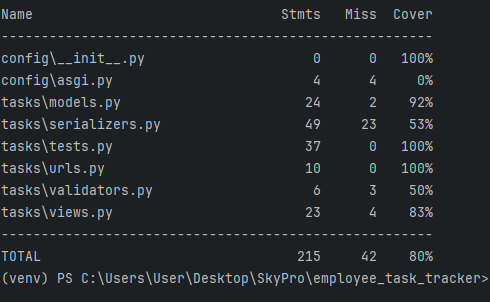 Name Stmts Miss Cover
-------------------------------------------------------
config\__init__.py 0 0 100%
config\asgi.py 4 4 0%
tasks\models.py 24 2 92%
tasks\serializers.py 49 23 53%
tasks\tests.py 37 0 100%
tasks\urls.py 10 0 100%
tasks\validators.py 6 3 50%
tasks\views.py 23 4 83%
-------------------------------------------------------
TOTAL 215 42 80%
(venv) PS C:\Users\User\Desktop\SkyPro\employee_task_tracker>